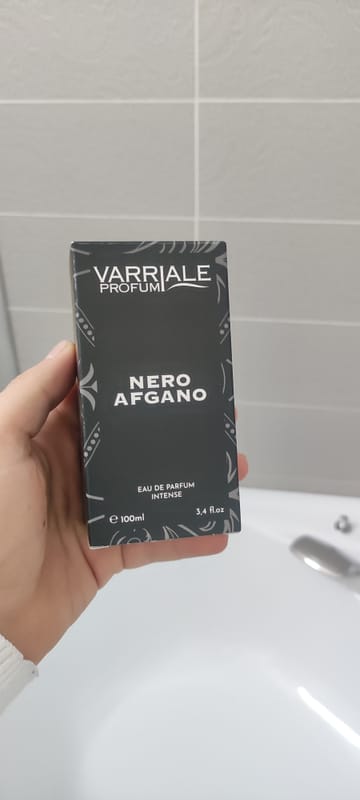 VARRIALE
PROFUMI
NERO
AFGANO
EAU DE PARFUM
INTENSE
℮ 100ml 3,4 fl.oz